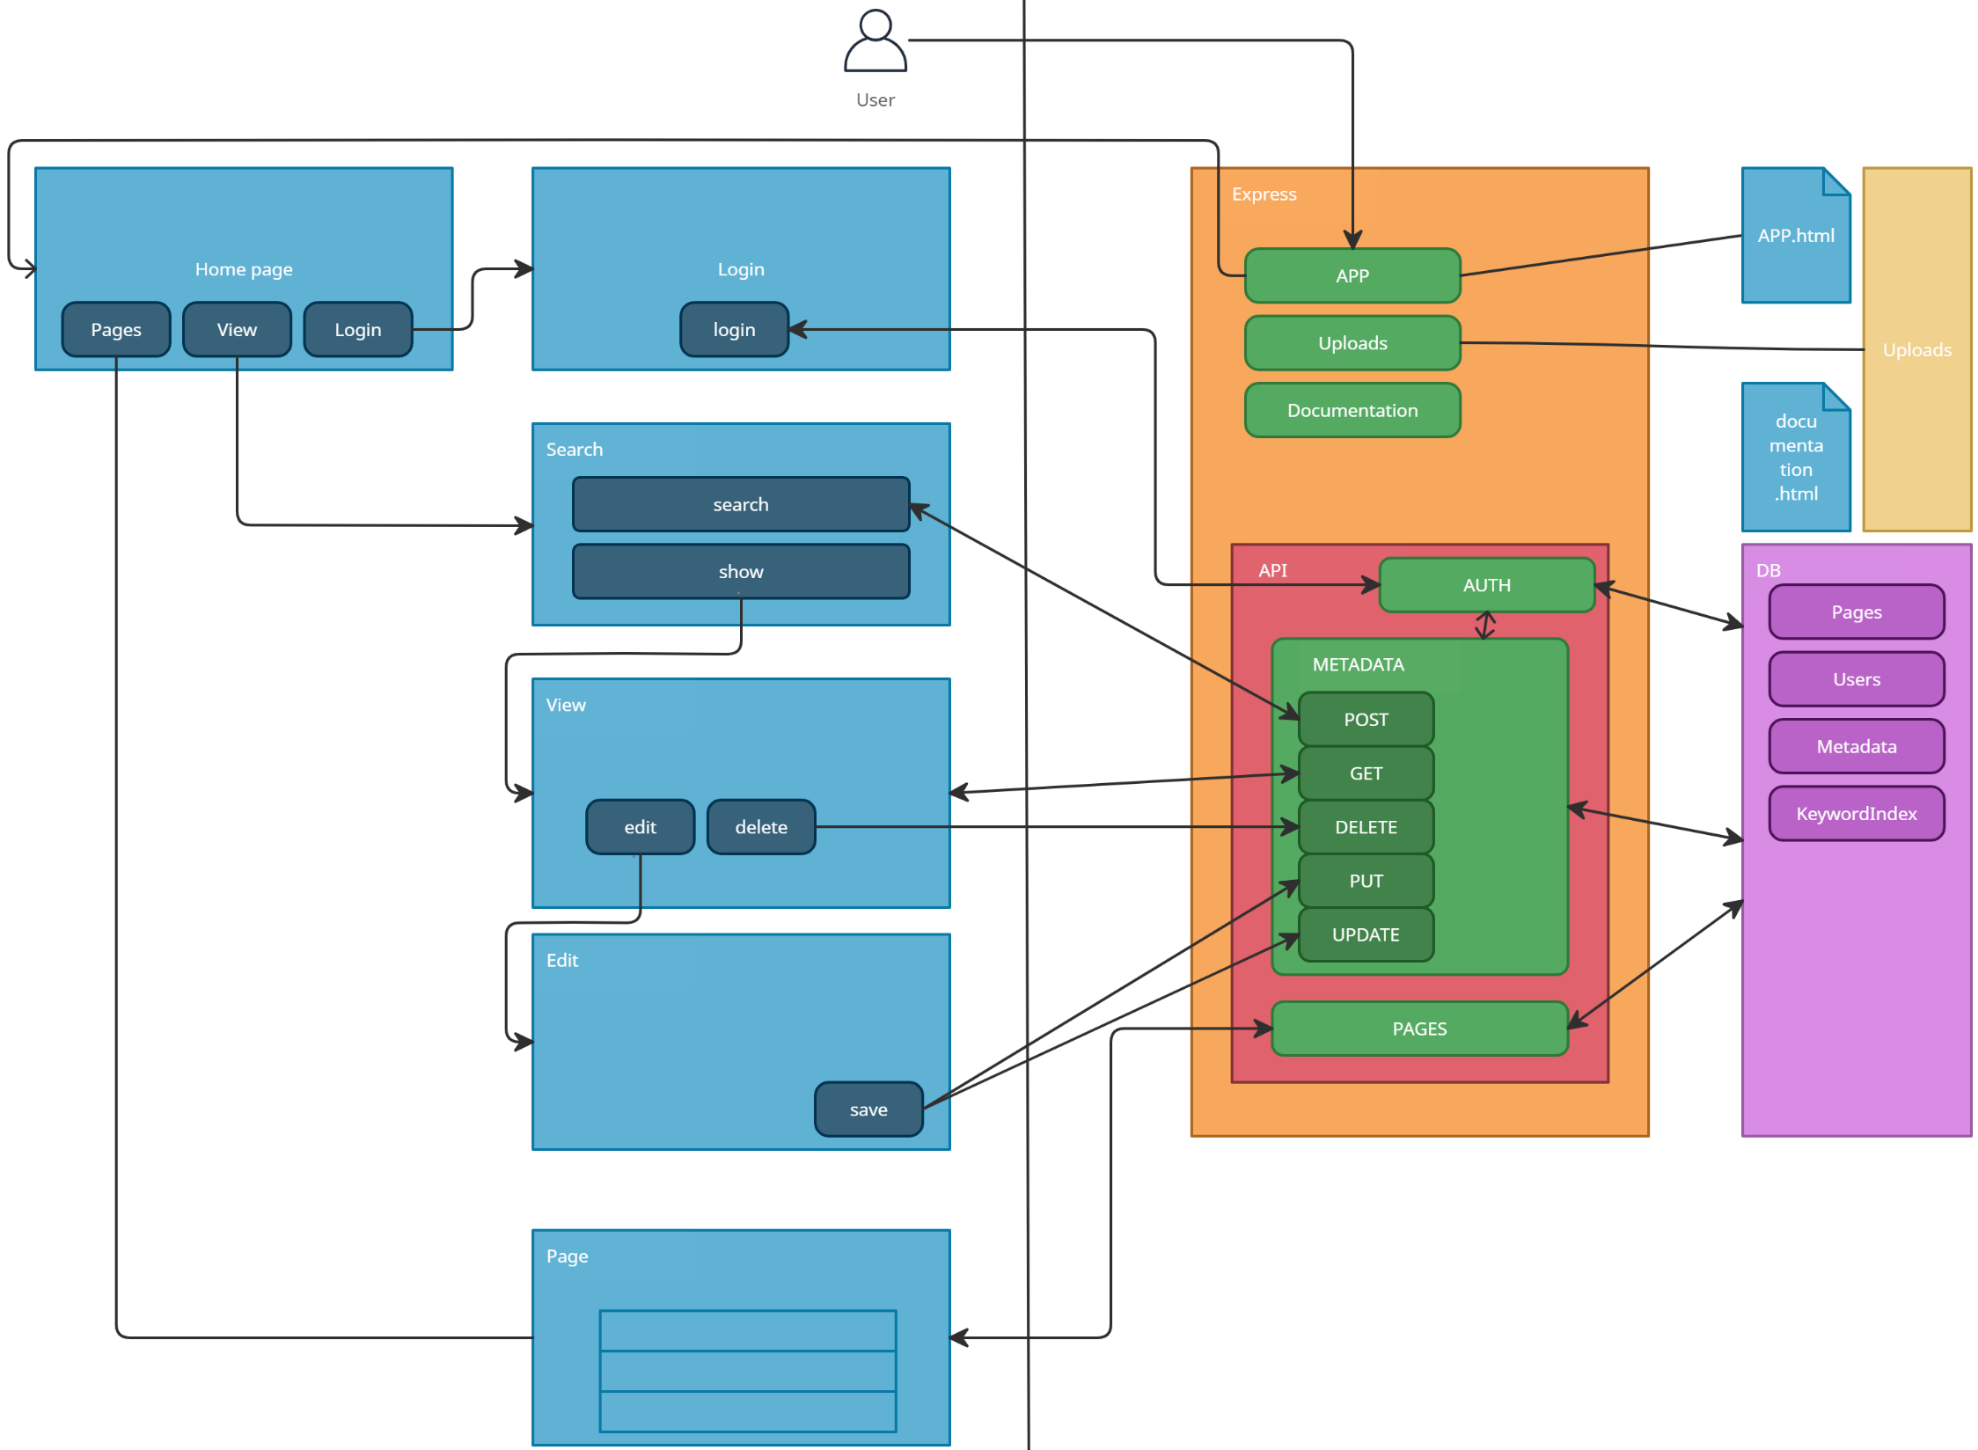 User
Home page
Pages
View
Login
Login
login
Search
search
show
View
edit
delete
Edit
save
Page
Express
APP
Uploads
Documentation
API
AUTH
METADATA
POST
GET
DELETE
PUT
UPDATE
PAGES
APP.html
Uploads
docu
menta
tion
.html
DB
Pages
Users
Metadata
KeywordIndex